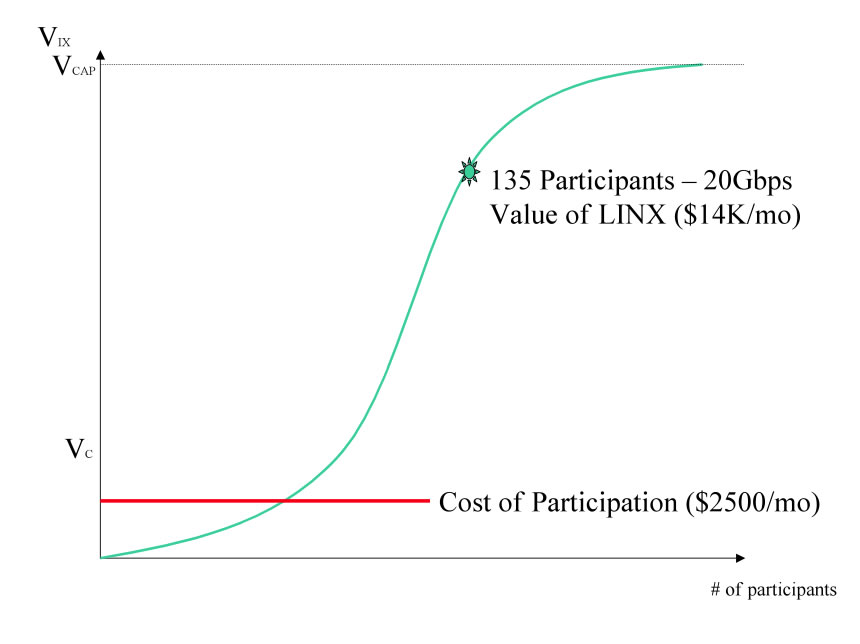 VIX
VCAP
135 Participants – 20Gbps
Value of LINX ($14K/mo)
VC
Cost of Participation ($2500/mo)
# of participants